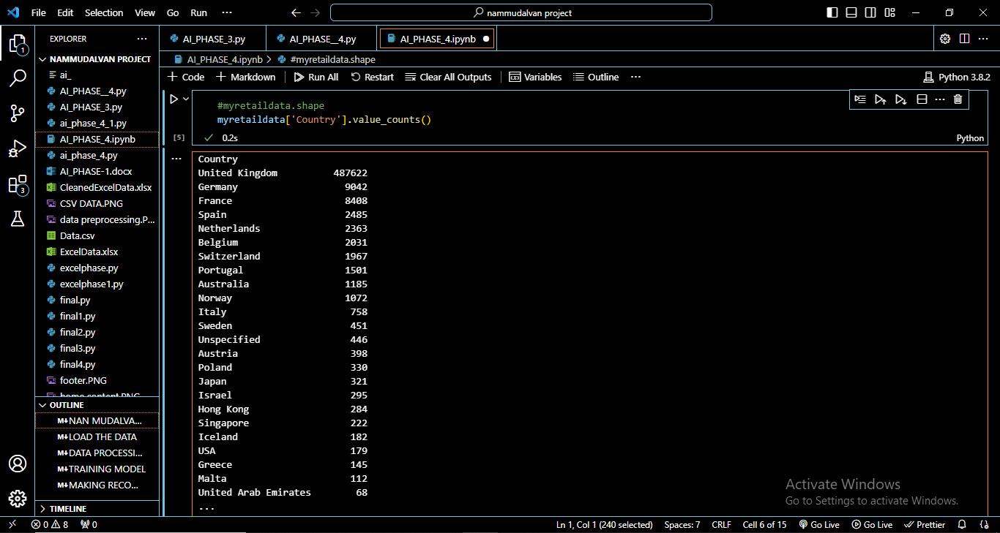 File Edit Selection View Go Run ··· nammudalvan project
EXPLORER ···
NAMMUDALVAN PROJECT
ai_
AI_PHASE__4.py
AI_PHASE_3.py
ai_phase_4_1.py
AI_PHASE_4.ipynb
ai_phase_4.py
AI_PHASE-1.docx
CleanedExcelData.xlsx
CSV DATA.PNG
data preprocessing.P...
Data.csv
ExcelData.xlsx
excelphase.py
excelphase1.py
final.py
final1.py
final2.py
final3.py
final4.py
footer.PNG
home content.PNG
OUTLINE
M↓NAN MUDALVA...
M↓LOAD THE DATA
M↓DATA PROCESSI...
M↓TRAINING MODEL
M↓MAKING RECO...
TIMELINE
1
3
AI_PHASE_3.py AI_PHASE__4.py AI_PHASE_4.ipynb
AI_PHASE_4.ipynb > #myretaildata.shape
+ Code + Markdown Run All Restart Clear All Outputs Variables Outline ··· Python 3.8.2
#myretaildata.shape
myretaildata['Country'].value_counts()
[5] 0.2s Python
Country
United Kingdom 487622
Germany 9042
France 8408
Spain 2485
Netherlands 2363
Belgium 2031
Switzerland 1967
Portugal 1501
Australia 1185
Norway 1072
Italy 758
Sweden 451
Unspecified 446
Austria 398
Poland 330
Japan 321
Israel 295
Hong Kong 284
Singapore 222
Iceland 182
USA 179
Greece 145
Malta 112
United Arab Emirates 68
...
Activate Windows
Go to Settings to activate Windows.
0 8 0 Ln 1, Col 1 (240 selected) Spaces: 7 CRLF Cell 6 of 15 Go Live Go Live Prettier